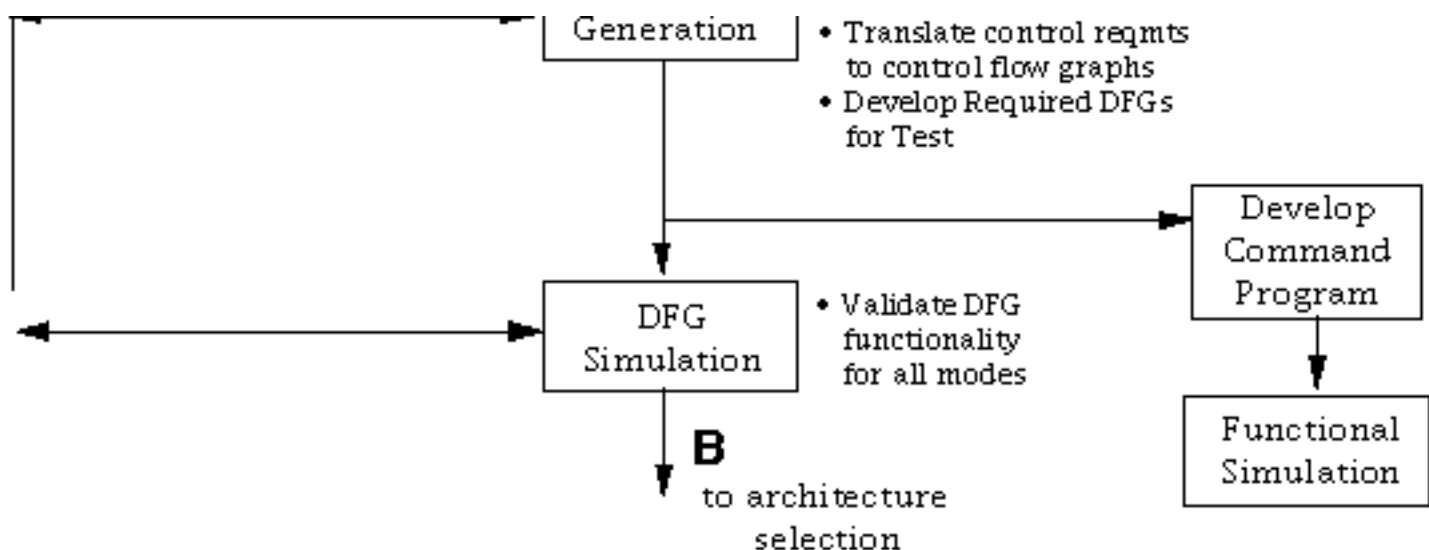 Generation
• Translate control reqmts
to control flow graphs
• Develop Required DFGs
for Test
Develop
Command
Program
DFG
Simulation
• Validate DFG
functionality
for all modes
Functional
Simulation
B
to architecture
selection